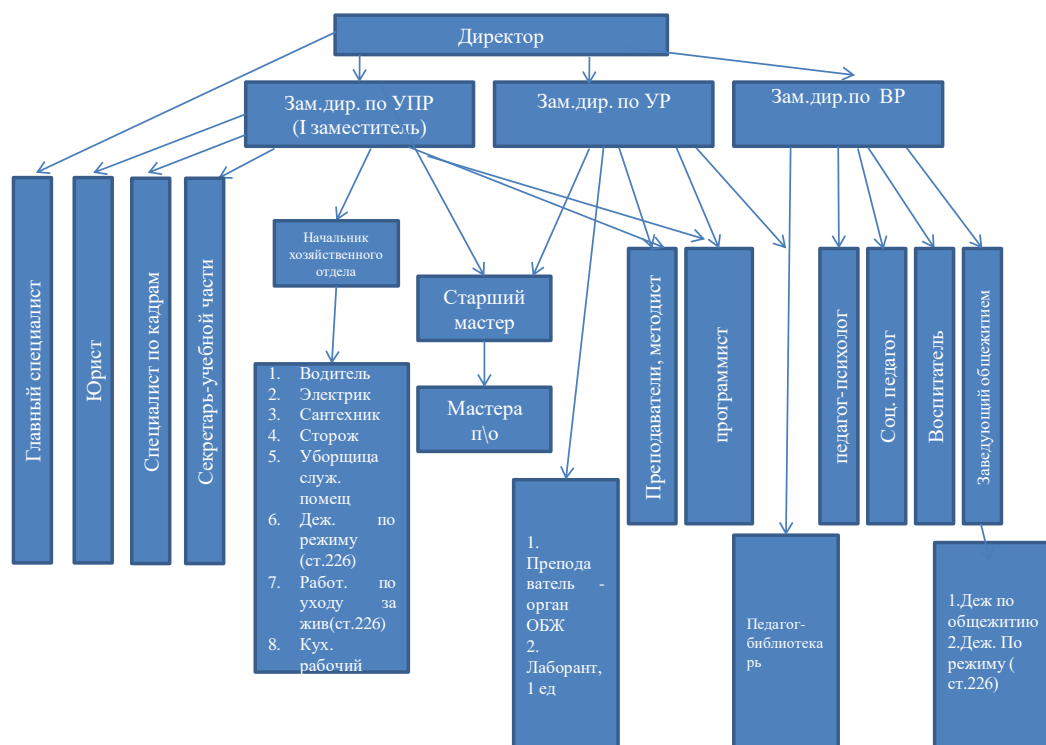 Директор
Зам.дир. по УПР
(I заместитель)
Зам.дир. по УР
Зам.дир.по ВР
Главный специалист
Юрист
Специалист по кадрам
Секретарь-учебной части
Начальник
хозяйственного
отдела
Старший
мастер
Мастера
п\о
Преподаватели, методист
программист
педагог-психолог
Соц. педагог
Воспитатель
Заведующий общежитием
1. Водитель
2. Электрик
3. Сантехник
4. Сторож
5. Уборщица
служ.
помещ
6. Деж. по
режиму
(ст.226)
7. Работ. по
уходу за
жив(ст.226)
8. Кух.
рабочий
1.
Препода
ватель -
орган
ОБЖ
2.
Лаборант,
1 ед
Педагог-
библиотека
рь
1.Деж по
общежитию
2.Деж. По
режиму (
ст.226)